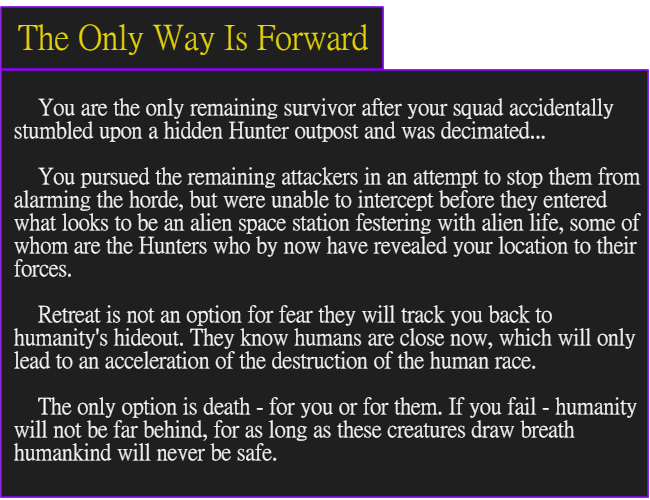 The Only Way Is Forward
You are the only remaining survivor after your squad accidentally
stumbled upon a hidden Hunter outpost and was decimated...
You pursued the remaining attackers in an attempt to stop them from
alarming the horde, but were unable to intercept before they entered
what looks to be an alien space station festering with alien life, some of
whom are the Hunters who by now have revealed your location to their
forces.
Retreat is not an option for fear they will track you back to
humanity's hideout. They know humans are close now, which will only
lead to an acceleration of the destruction of the human race.
The only option is death - for you or for them. If you fail - humanity
will not be far behind, for as long as these creatures draw breath
humankind will never be safe.